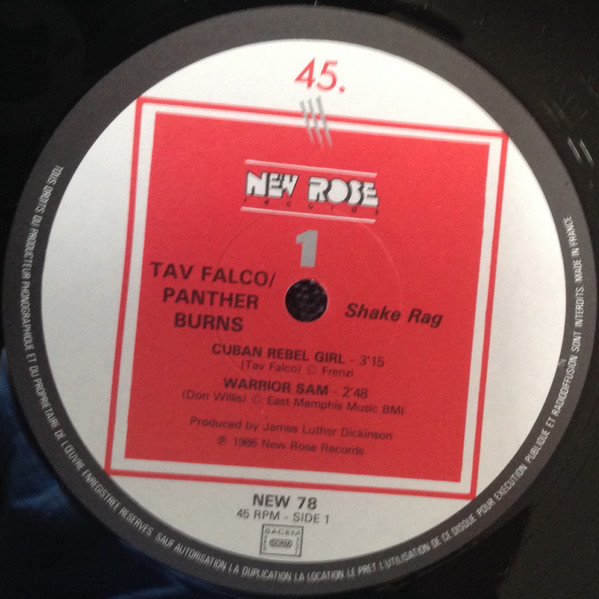 45.
NEW ROSE
records
1
TAV FALCO/
PANTHER
BURNS
Shake Rag
CUBAN REBEL GIRL - 3'15
(Tav Falco) © Frenzi
WARRIOR SAM - 2'48
(Don Willis) © East Memphis Music BMI
Produced by James Luther Dickinson
℗ 1986 New Rose Records
NEW 78
45 RPM - SIDE 1
SACEM
SDRM
TOUS DROITS DU PRODUCTEUR PHONOGRAPHIQUE ET DU PROPRIETAIRE DE L'OUVRE ENREGISTREE RESERVES. SAUF AUTORISATION LA DUPLICATION LA LOCATION LE PRET L'UTILISATION DE CE DISQUE POUR EXECUTION PUBLIQUE ET RADIODIFFUSION SONT INTERDITS. MADE IN FRANCE